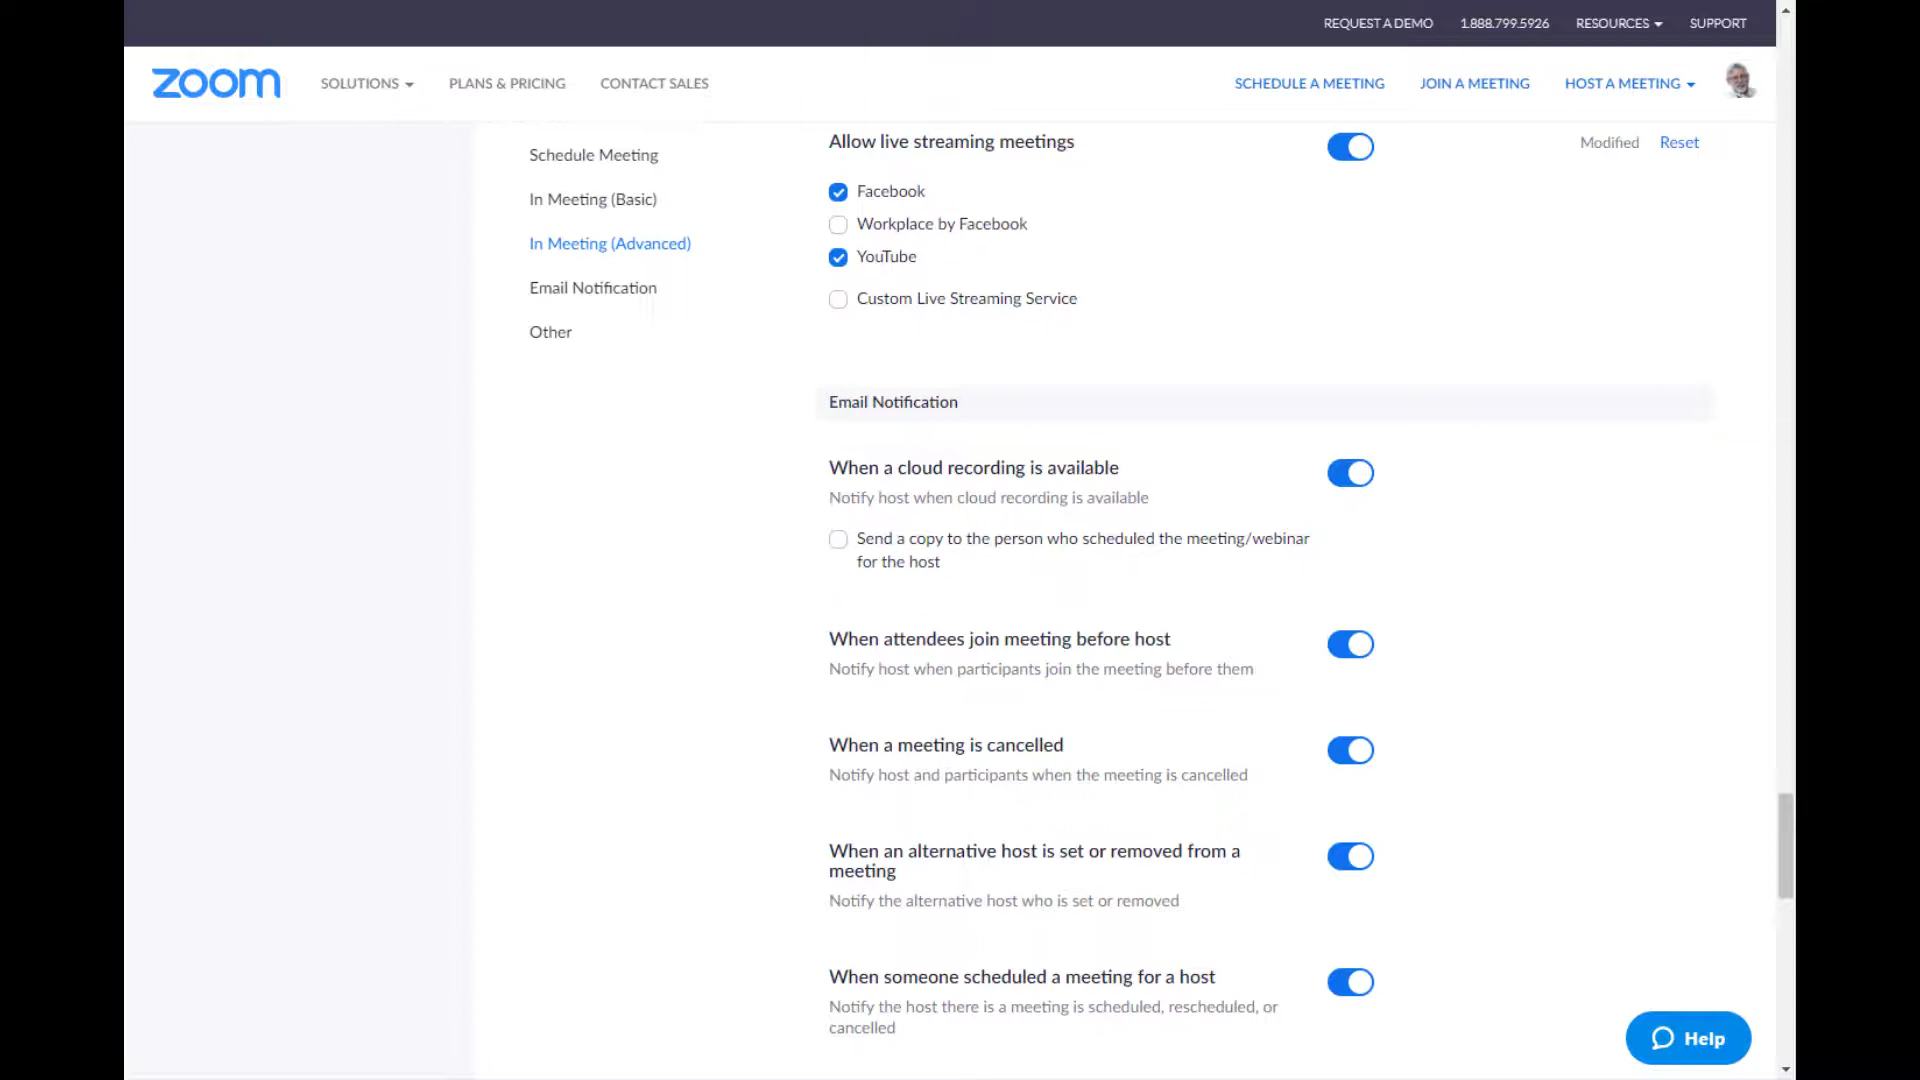 REQUEST A DEMO 1.888.799.5926 RESOURCES SUPPORT
zoom SOLUTIONS PLANS & PRICING CONTACT SALES SCHEDULE A MEETING JOIN A MEETING HOST A MEETING
Schedule Meeting
In Meeting (Basic)
In Meeting (Advanced)
Email Notification
Other
Allow live streaming meetings Modified Reset
Facebook
Workplace by Facebook
YouTube
Custom Live Streaming Service
Email Notification
When a cloud recording is available
Notify host when cloud recording is available
Send a copy to the person who scheduled the meeting/webinar
for the host
When attendees join meeting before host
Notify host when participants join the meeting before them
When a meeting is cancelled
Notify host and participants when the meeting is cancelled
When an alternative host is set or removed from a
meeting
Notify the alternative host who is set or removed
When someone scheduled a meeting for a host
Notify the host there is a meeting is scheduled, rescheduled, or
cancelled
Help